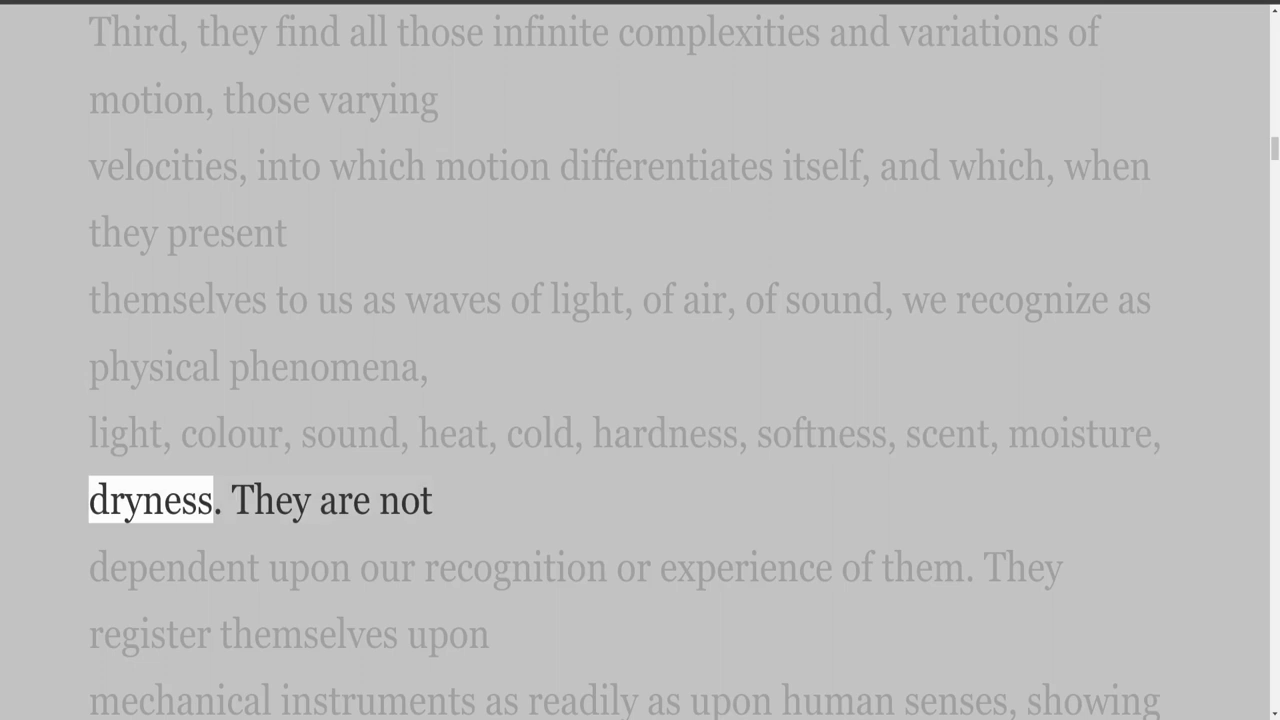 Third, they find all those infinite complexities and variations of
motion, those varying
velocities, into which motion differentiates itself, and which, when
they present
themselves to us as waves of light, of air, of sound, we recognize as
physical phenomena,
light, colour, sound, heat, cold, hardness, softness, scent, moisture,
dryness. They are not
dependent upon our recognition or experience of them. They
register themselves upon
mechanical instruments as readily as upon human senses, showing